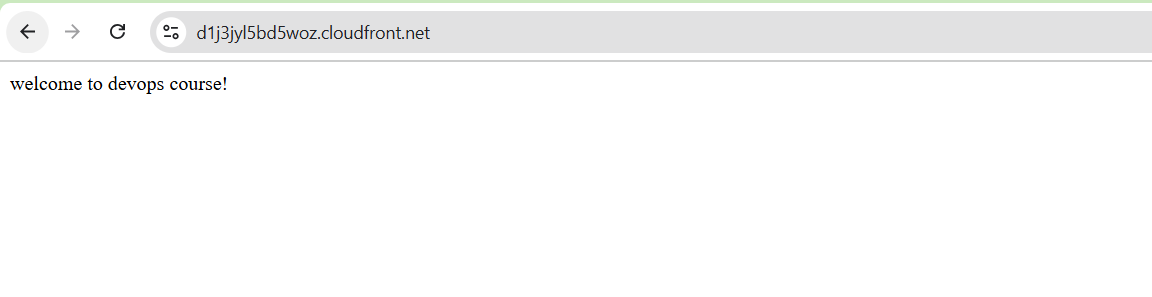 d1j3jyl5bd5woz.cloudfront.net
welcome to devops course!